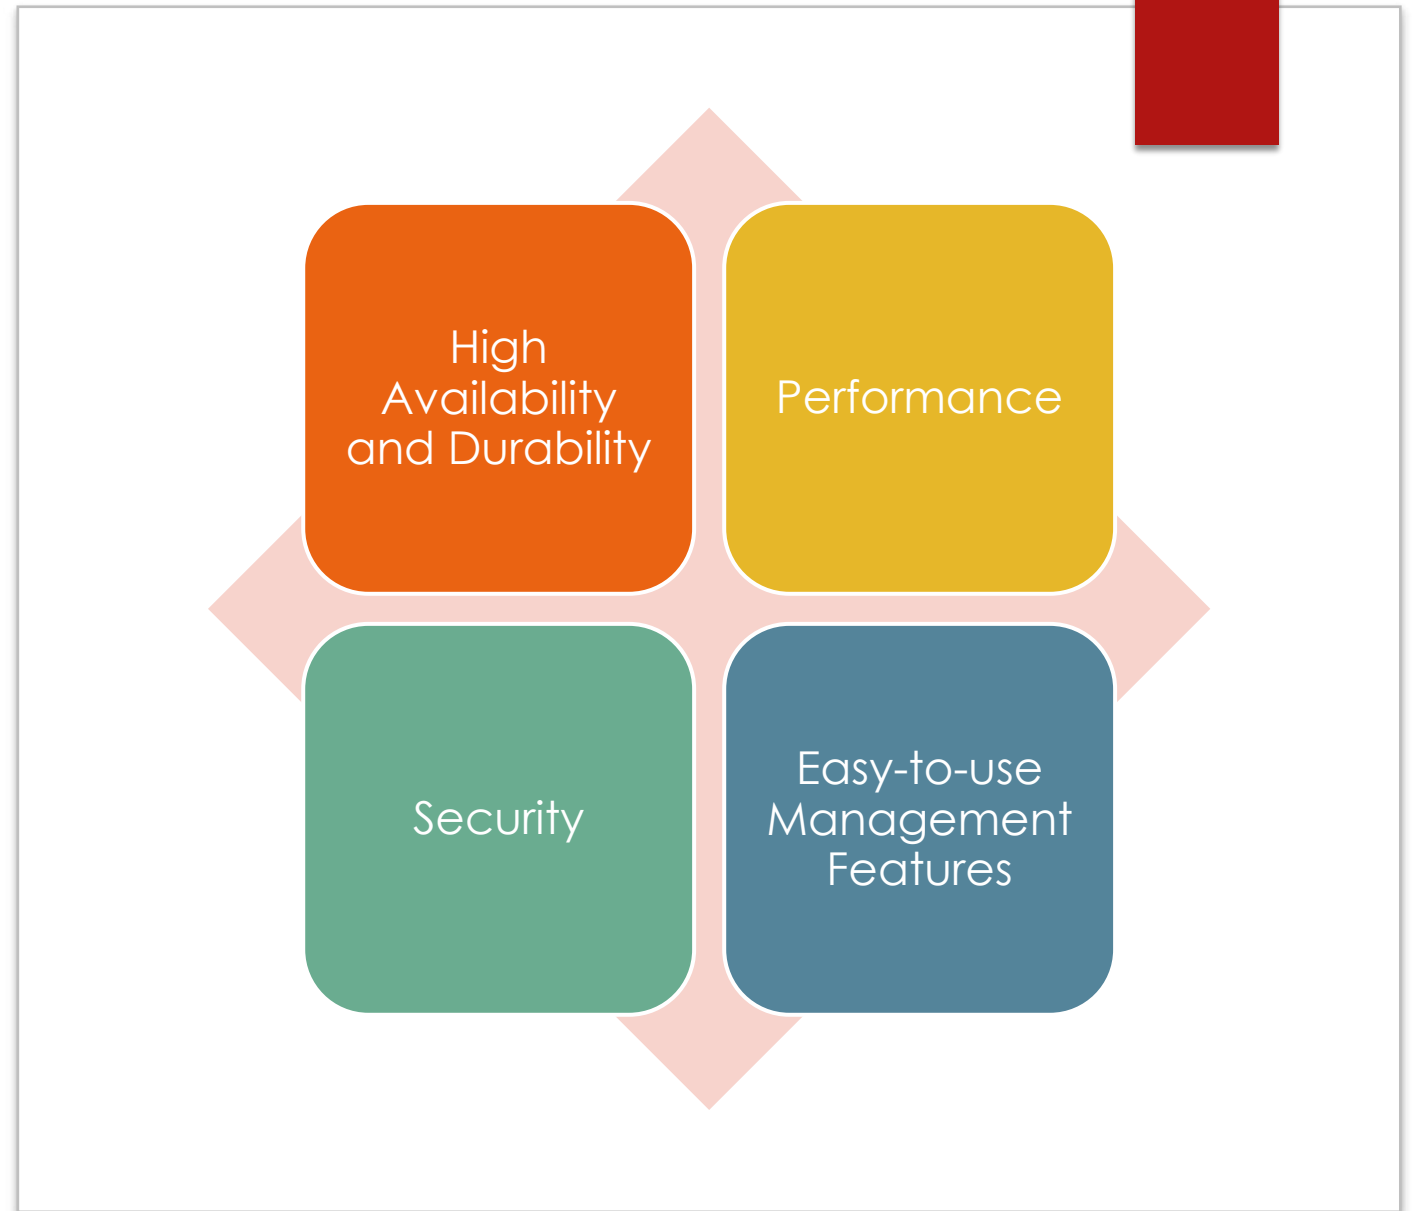 High
Availability
and Durability
Performance
Security
Easy-to-use
Management
Features